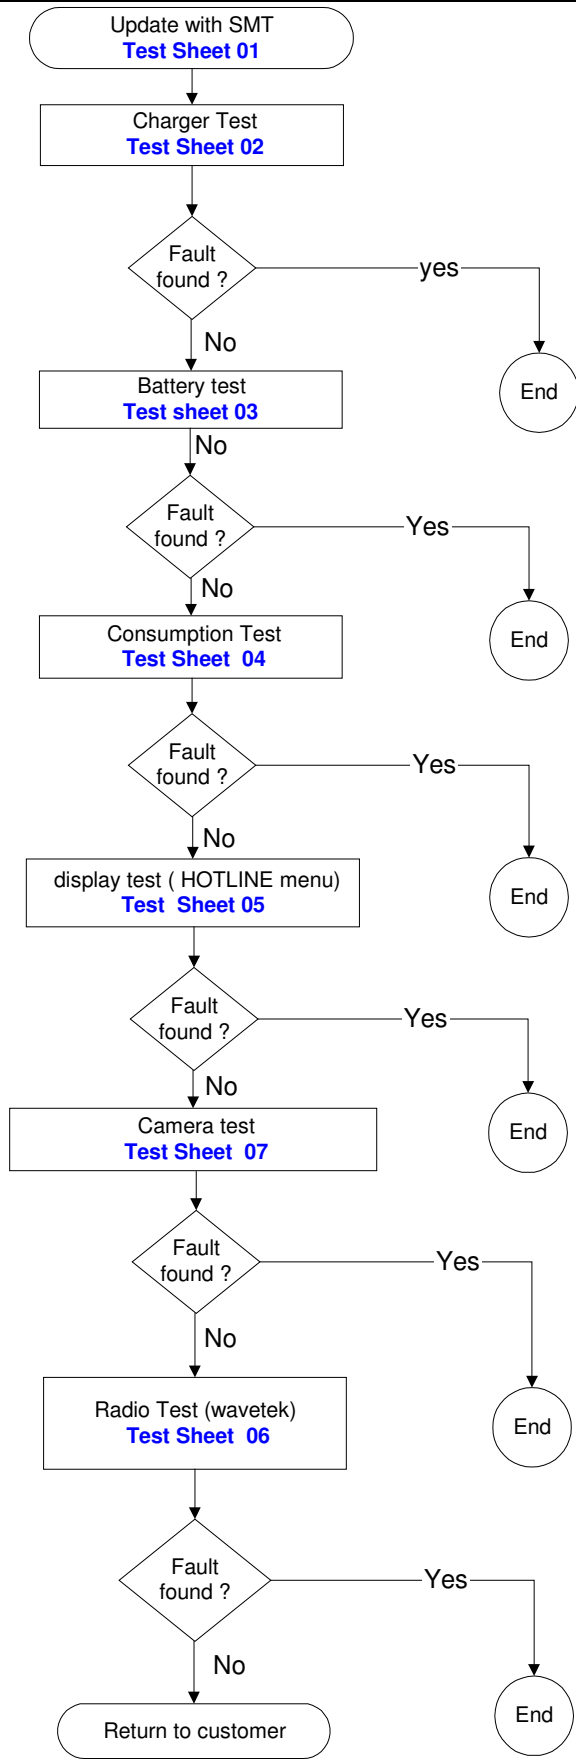 Update with SMT
Test Sheet 01
Charger Test
Test Sheet 02
Fault
found ?
yes
End
No
Battery test
Test sheet 03
No
Fault
found ?
Yes
End
No
Consumption Test
Test Sheet  04
Fault
found ?
Yes
End
No
display test ( HOTLINE menu)
Test  Sheet 05
Fault
found ?
Yes
End
No
Camera test
Test Sheet  07
Fault
found ?
Yes
End
No
Radio Test (wavetek)
Test Sheet  06
Fault
found ?
Yes
End
No
Return to customer